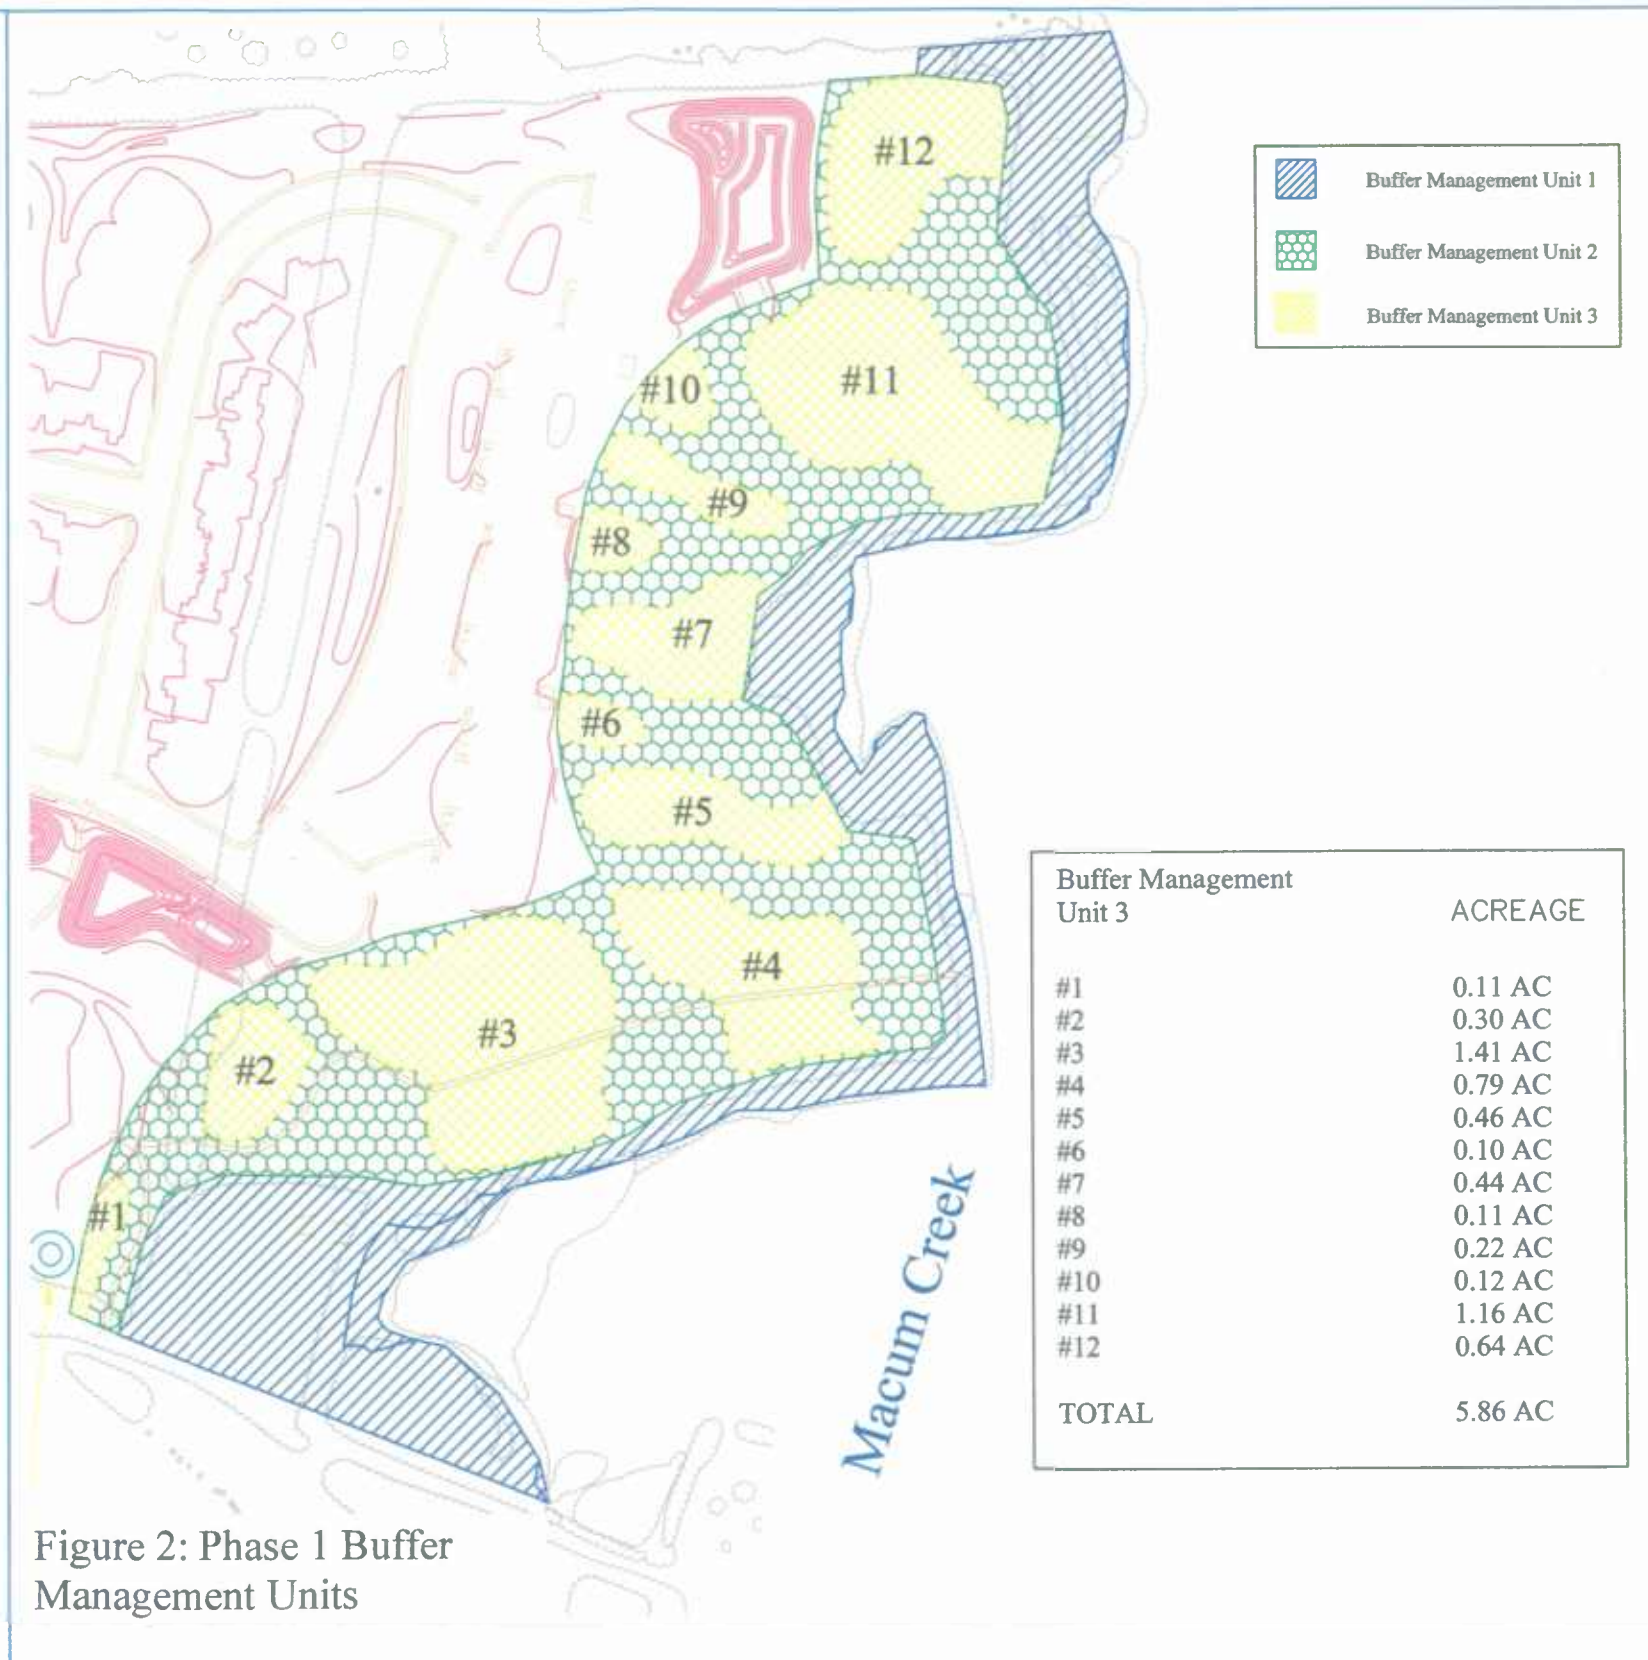 #12
Buffer Management Unit 1
Buffer Management Unit 2
Buffer Management Unit 3
#10
#11
#9
#8
#7
#6
#5
#4
#3
#2
#1
Macum Creek
Buffer Management
Unit 3 ACREAGE
#1 0.11 AC
#2 0.30 AC
#3 1.41 AC
#4 0.79 AC
#5 0.46 AC
#6 0.10 AC
#7 0.44 AC
#8 0.11 AC
#9 0.22 AC
#10 0.12 AC
#11 1.16 AC
#12 0.64 AC
TOTAL 5.86 AC
Figure 2: Phase 1 Buffer
Management Units